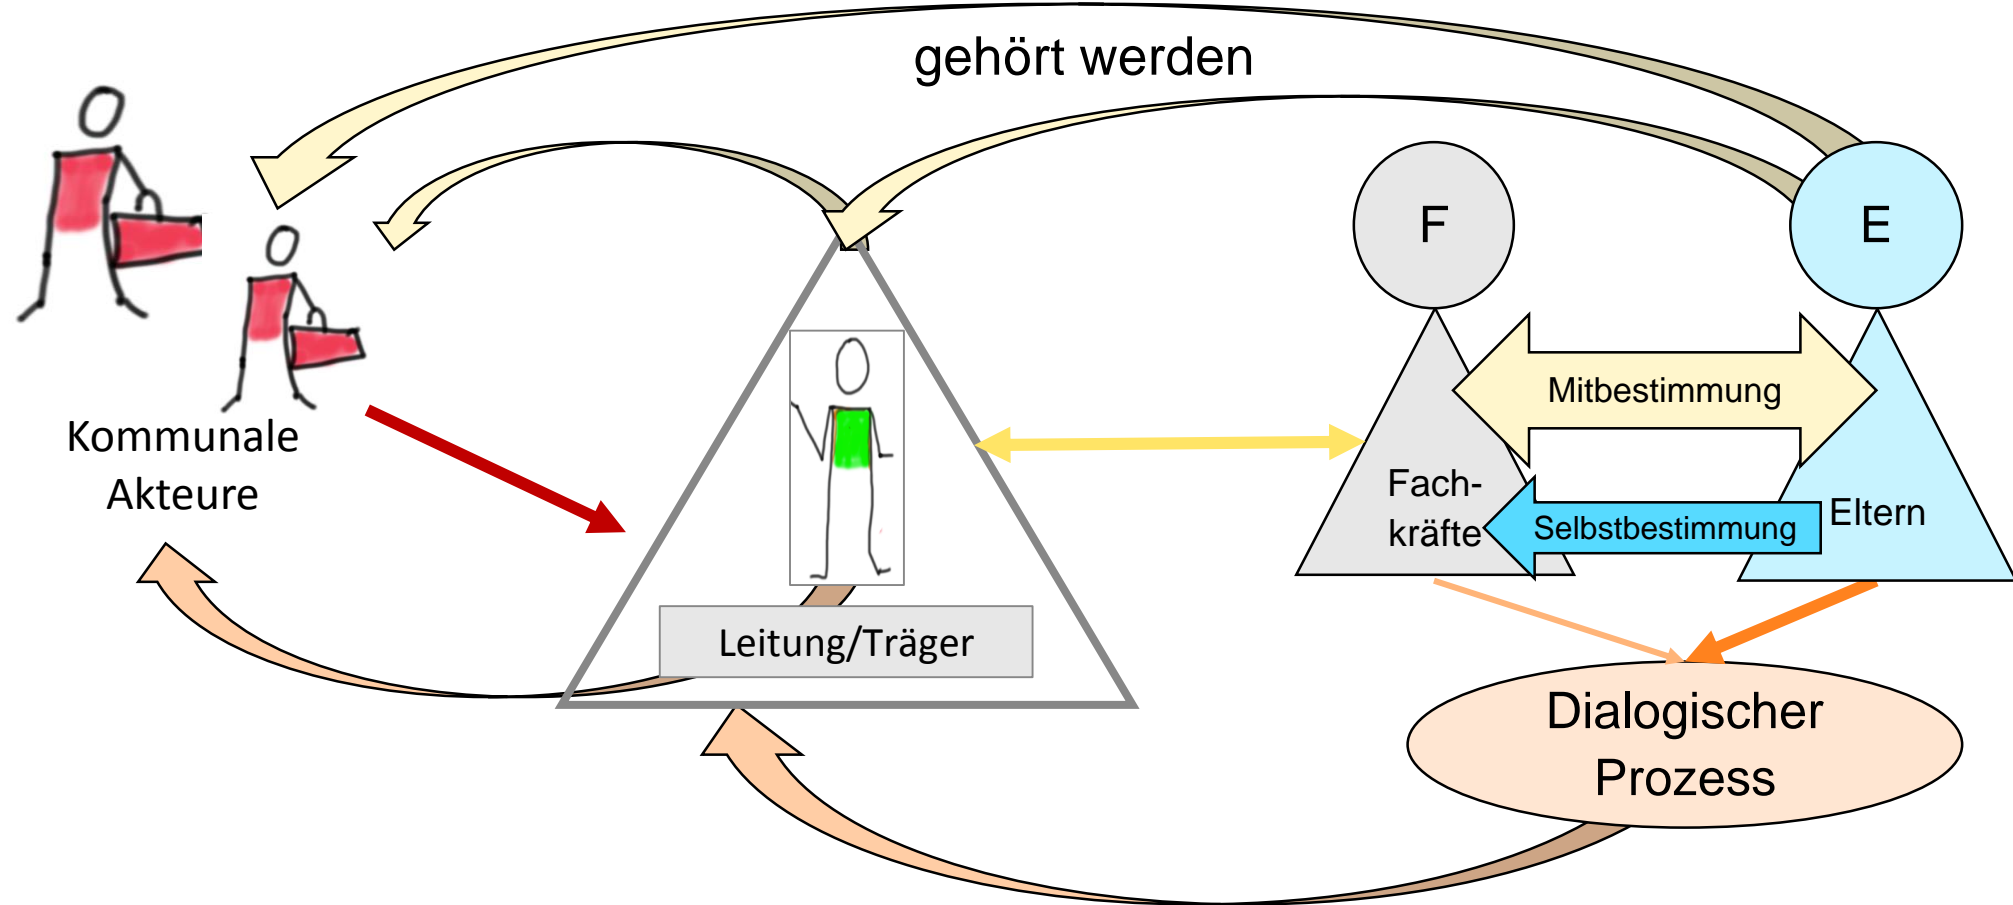 gehört werden
F
E
Mitbestimmung
Kommunale
Akteure
Fach-
kräfte
Selbstbestimmung
Eltern
Leitung/Träger
Dialogischer
Prozess